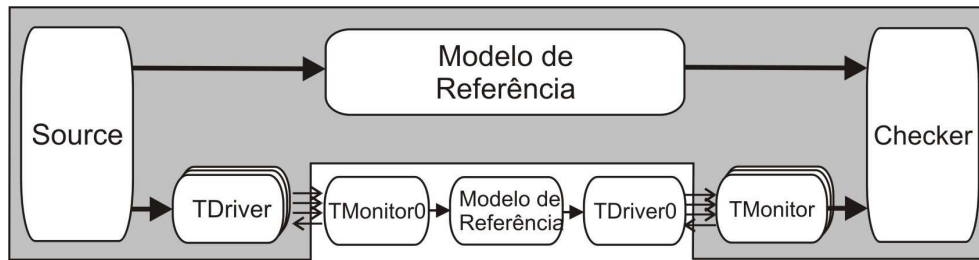 Modelo de
Referência
Source
Checker
TDriver
TMonitor0
Modelo de
Referência
TDriver0
TMonitor